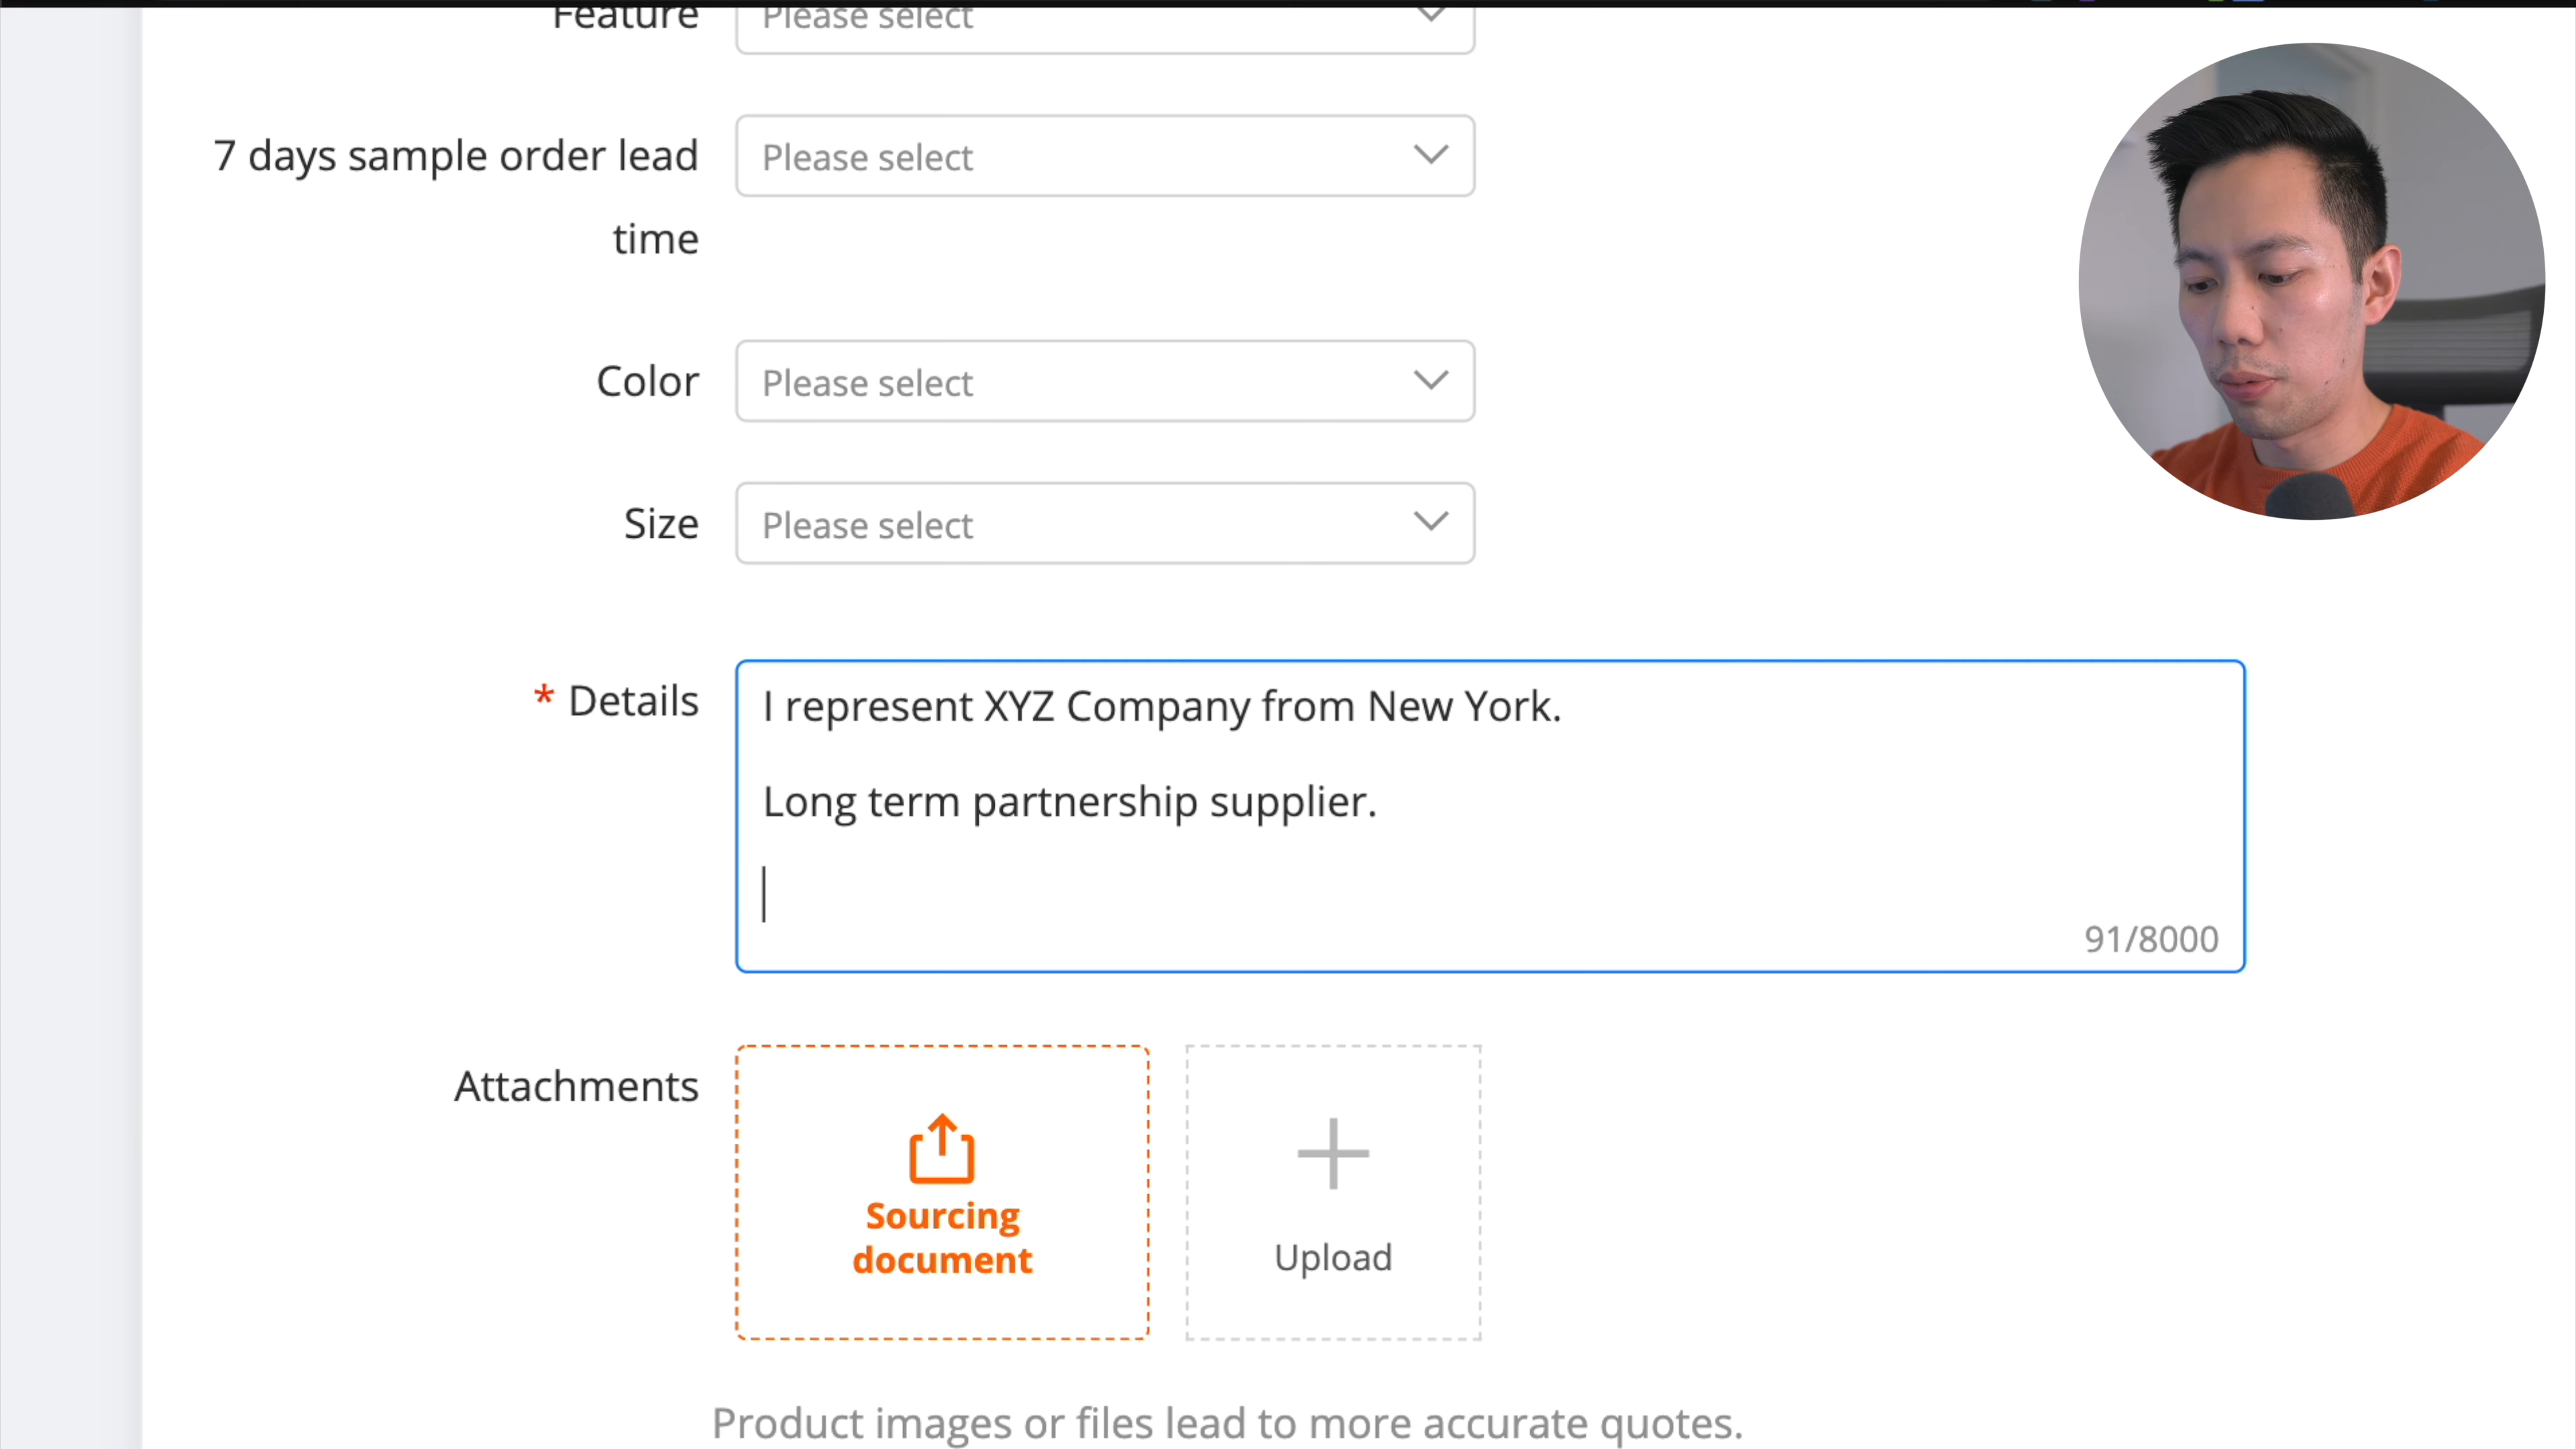 Feature Please select
7 days sample order lead Please select
time
Color Please select
Size Please select
* Details I represent XYZ Company from New York.
Long term partnership supplier.
91/8000
Attachments
Sourcing
document
Upload
Product images or files lead to more accurate quotes.